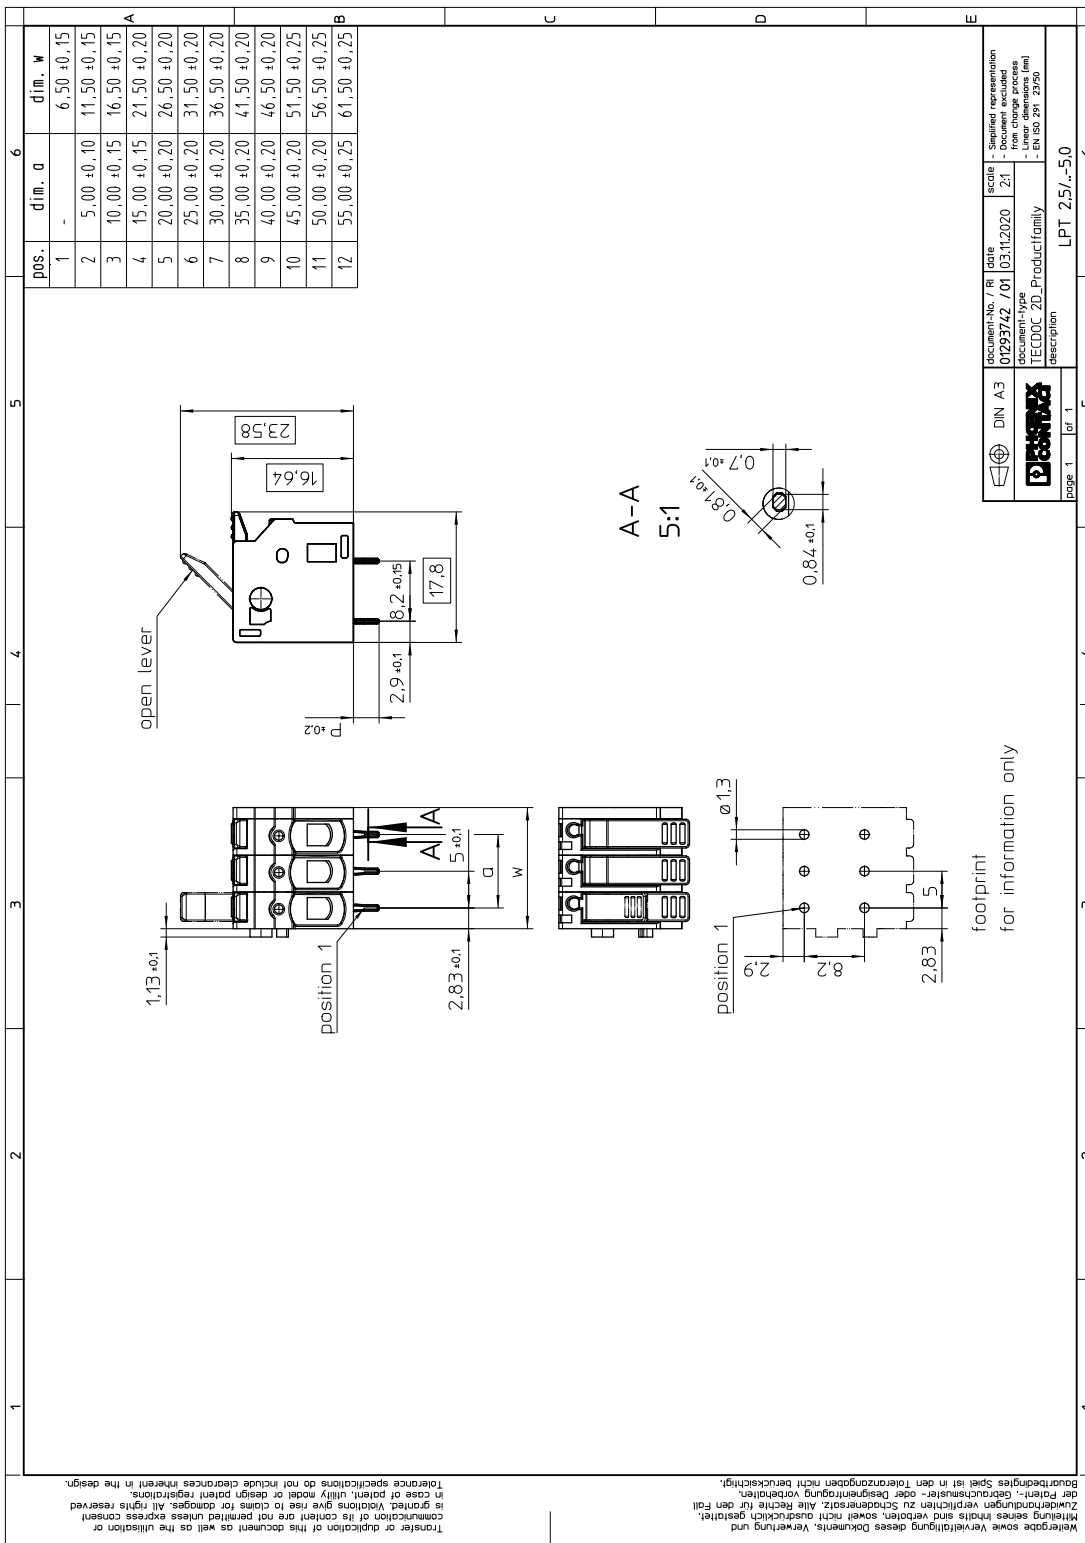 6
5
4
3
2
1
A
B
C
D
E
pos. dim. a dim. w
1 - 6,50 ±0,15
2 5,00 ±0,10 11,50 ±0,15
3 10,00 ±0,15 16,50 ±0,15
4 15,00 ±0,15 21,50 ±0,20
5 20,00 ±0,20 26,50 ±0,20
6 25,00 ±0,20 31,50 ±0,20
7 30,00 ±0,20 36,50 ±0,20
8 35,00 ±0,20 41,50 ±0,20
9 40,00 ±0,20 46,50 ±0,20
10 45,00 ±0,20 51,50 ±0,25
11 50,00 ±0,20 56,50 ±0,25
12 55,00 ±0,25 61,50 ±0,25
1,13 ±0,1
position 1
2,83 ±0,1
A
A
5 ±0,1
a
w
open lever
P ±0,2
2,9 ±0,1
8,2 ±0,15
17,8
16,64
23,58
A-A
5:1
0,81 ±0,1
0,7 ±0,1
0,84 ±0,1
position 1
ø1,3
2,9
8,2
2,83
5
footprint
for information only
DIN A3
PHOENIX
CONTACT
page 1 of 1
document-No. / RI
01293742 / 01
date
03.11.2020
scale
2:1
- Simplified representation
- Document excluded
from change process
- Linear dimensions [mm]
- EN ISO 291 23/50
document-type
TECDOC 2D_Productfamily
description
LPT 2,5/..-5,0
Transfer or duplication of this document as well as the utilisation or
communication of its content are not permitted unless express consent
is granted. Violations give rise to claims for damages. All rights reserved
in case of patent, utility model or design patent registrations.
Tolerance specifications do not include clearances inherent in the design.
Weitergabe sowie Vervielfältigung dieses Dokuments, Verwertung und
Mitteilung seines Inhalts sind verboten, soweit nicht ausdrücklich gestattet.
Zuwiderhandlungen verpflichten zu Schadenersatz. Alle Rechte für den Fall
der Patent-, Gebrauchsmuster- oder Designeintragung vorbehalten.
Bauartbedingtes Spiel ist in den Toleranzangaben nicht berücksichtigt.